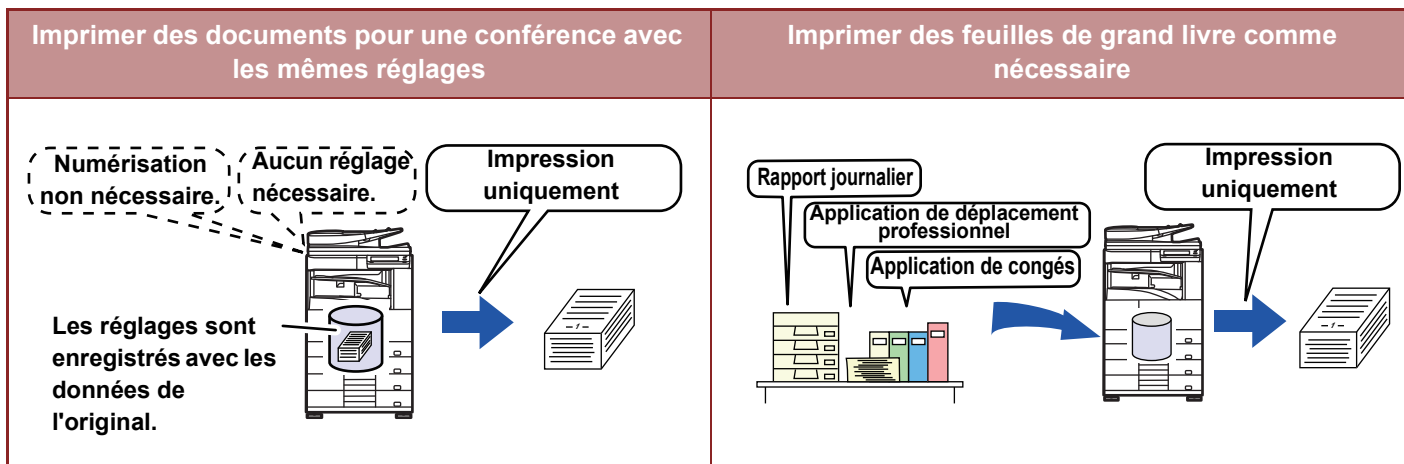 Imprimer des documents pour une conférence avec
les mêmes réglages
Numérisation
non nécessaire.
Aucun réglage
nécessaire.
Impression
uniquement
Les réglages sont
enregistrés avec les
données de
l'original.
-1-
Imprimer des feuilles de grand livre comme
nécessaire
Rapport journalier
Application de déplacement
professionnel
Application de congés
Impression
uniquement
-1-